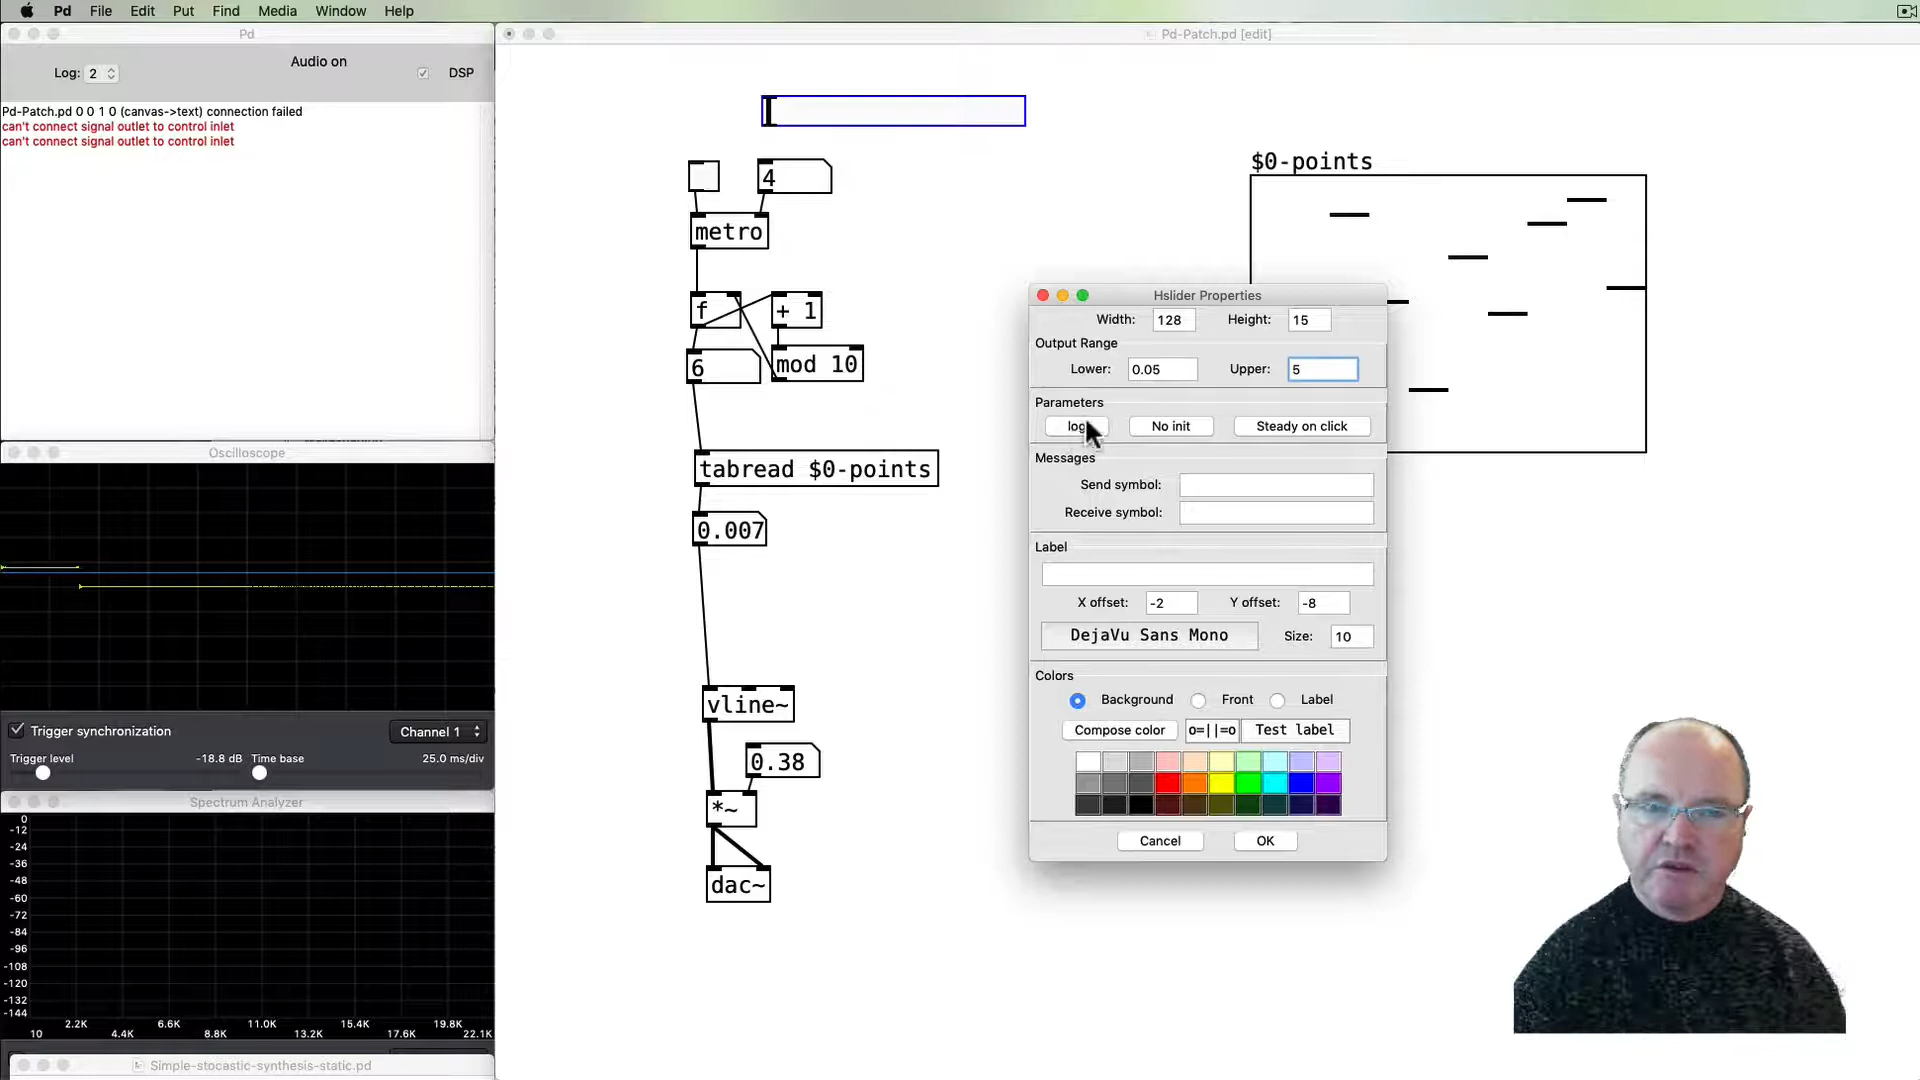 Pd File Edit Put Find Media Window Help
Pd
Audio on
Log: 2
DSP
Pd-Patch.pd 0 0 1 0 (canvas->text) connection failed
can't connect signal outlet to control inlet
can't connect signal outlet to control inlet
Oscilloscope
Trigger synchronization
Channel 1
Trigger level
-18.8 dB
Time base
25.0 ms/div
Spectrum Analyzer
0
-12
-24
-36
-48
-60
-72
-84
-96
-108
-120
-132
-144
2.2K 6.6K 11.0K 15.4K 19.8K
10 4.4K 8.8K 13.2K 17.6K 22.1K
Simple-stocastic-synthesis-static.pd
Pd-Patch.pd [edit]
4
metro
f
+ 1
6
mod 10
tabread $0-points
0.007
vline~
0.38
*~
dac~
$0-points
Hslider Properties
Width: 128 Height: 15
Output Range
Lower: 0.05 Upper: 5
Parameters
No init
Steady on click
Messages
Send symbol:
Receive symbol:
Label
X offset: -2 Y offset: -8
DejaVu Sans Mono Size: 10
Colors
Background Front Label
Compose color o=||=o Test label
Cancel OK